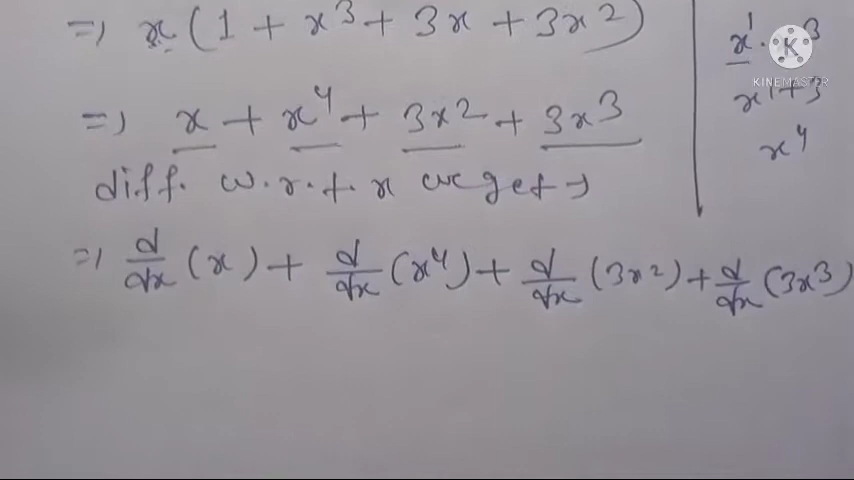 =) x (1 + x³ + 3x + 3x²)
=) x + x⁴ + 3x² + 3x³
diff. w.r.t x we get →
=) d/dx (x) + d/dx (x⁴) + d/dx (3x²) + d/dx (3x³)
x¹ · 3
x¹⁺³
x⁴
K
KINEMASTER